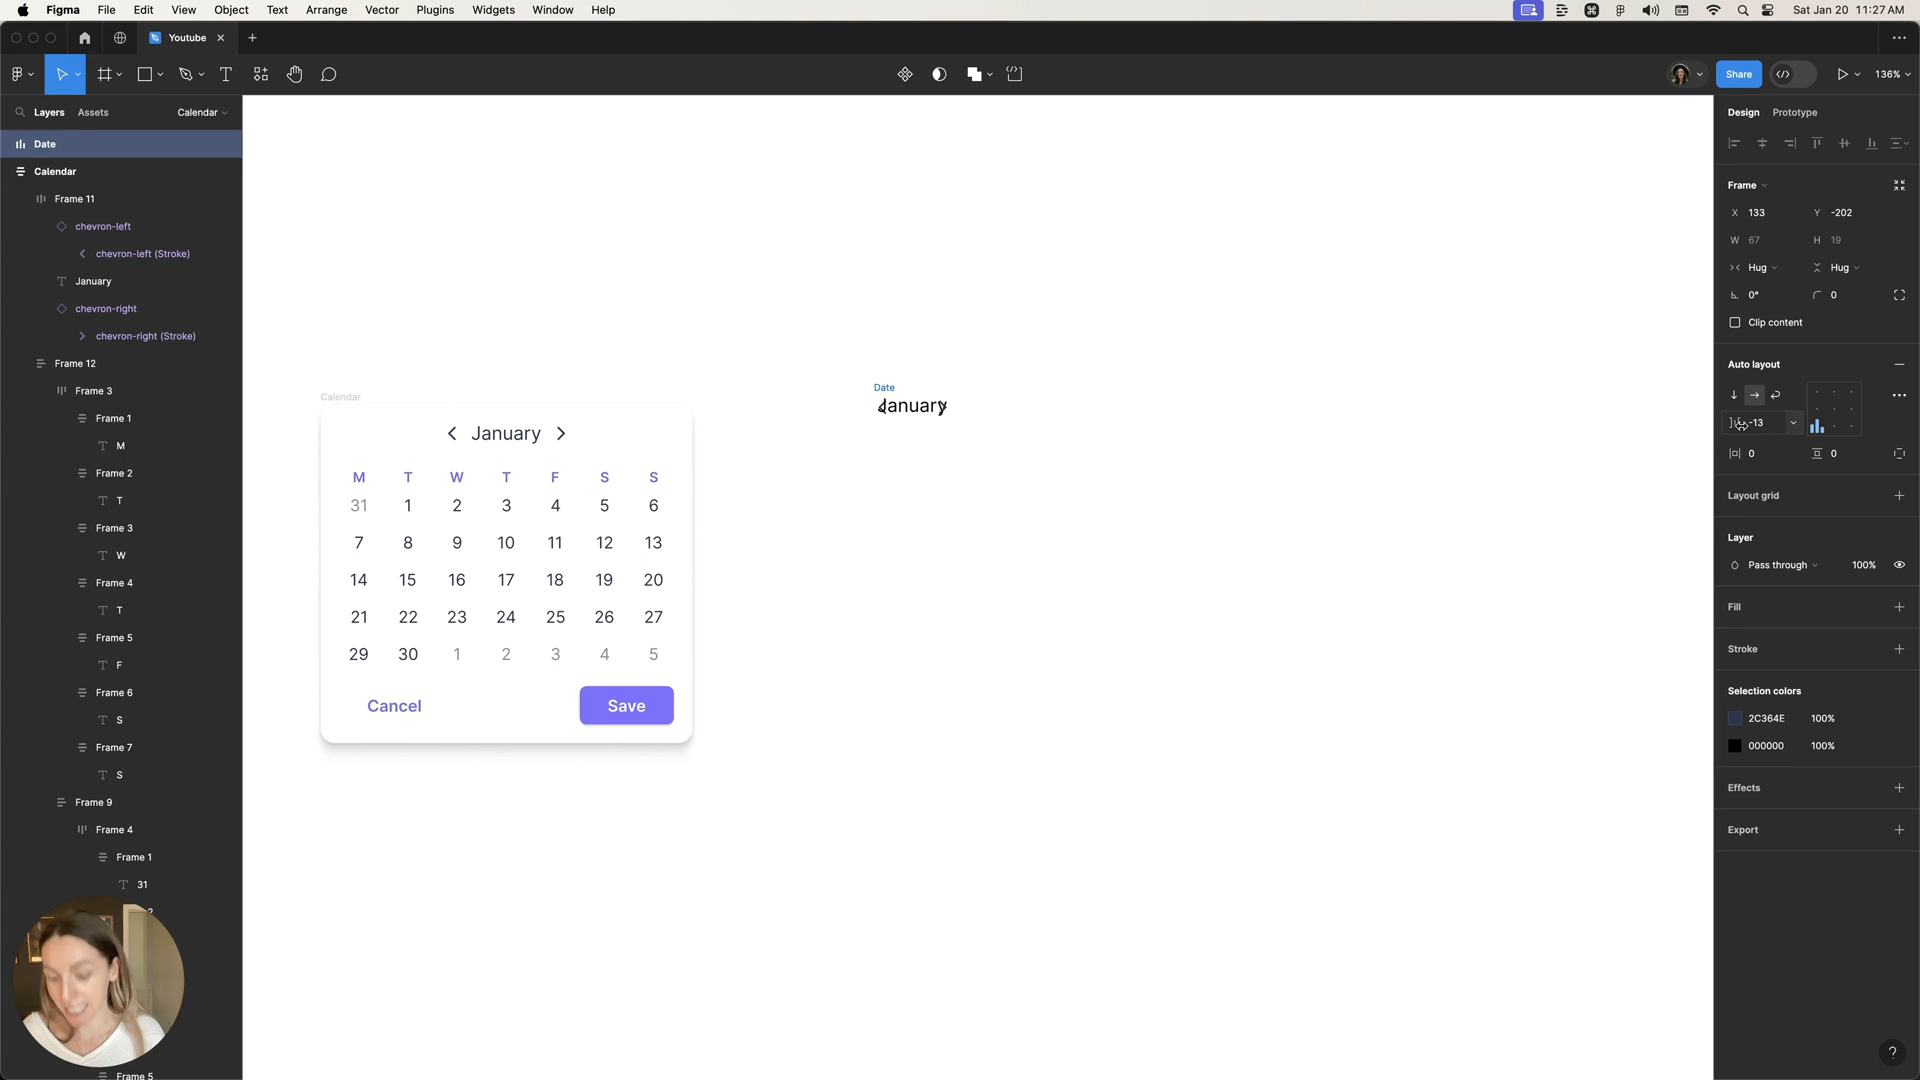 Figma File Edit View Object Text Arrange Vector Plugins Widgets Window Help
Sat Jan 20 11:27 AM
Youtube
Share
136%
Layers Assets Calendar
Date
Calendar
Frame 11
chevron-left
chevron-left (Stroke)
January
chevron-right
chevron-right (Stroke)
Frame 12
Frame 3
Frame 1
M
Frame 2
T
Frame 3
W
Frame 4
T
Frame 5
F
Frame 6
S
Frame 7
S
Frame 9
Frame 4
Frame 1
31
2
Frame 5
Calendar
January
M T W T F S S
31 1 2 3 4 5 6
7 8 9 10 11 12 13
14 15 16 17 18 19 20
21 22 23 24 25 26 27
29 30 1 2 3 4 5
Cancel Save
Date
January
Design Prototype
Frame
X 133 Y -202
W 67 H 19
Hug Hug
0° 0
Clip content
Auto layout
-13
0 0
Layout grid
Layer
Pass through 100%
Fill
Stroke
Selection colors
2C364E 100%
000000 100%
Effects
Export
?